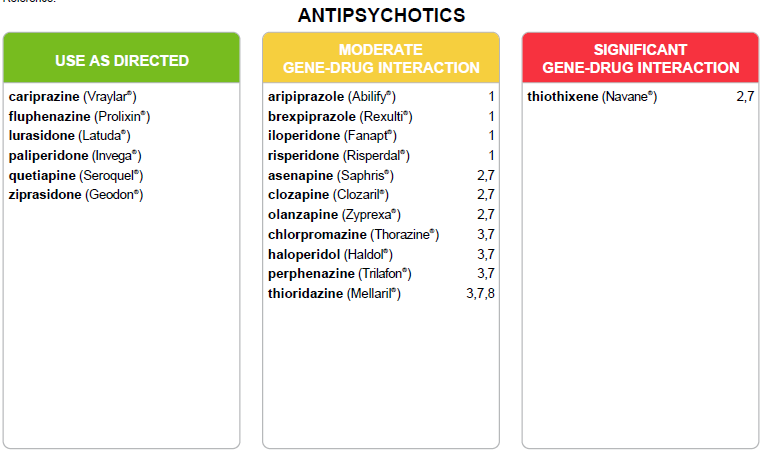 Reference:
ANTIPSYCHOTICS
USE AS DIRECTED
cariprazine (Vraylar®)
fluphenazine (Prolixin®)
lurasidone (Latuda®)
paliperidone (Invega®)
quetiapine (Seroquel®)
ziprasidone (Geodon®)
MODERATE
GENE-DRUG INTERACTION
aripiprazole (Abilify®) 1
brexpiprazole (Rexulti®) 1
iloperidone (Fanapt®) 1
risperidone (Risperdal®) 1
asenapine (Saphris®) 2,7
clozapine (Clozaril®) 2,7
olanzapine (Zyprexa®) 2,7
chlorpromazine (Thorazine®) 3,7
haloperidol (Haldol®) 3,7
perphenazine (Trilafon®) 3,7
thioridazine (Mellaril®) 3,7,8
SIGNIFICANT
GENE-DRUG INTERACTION
thiothixene (Navane®) 2,7